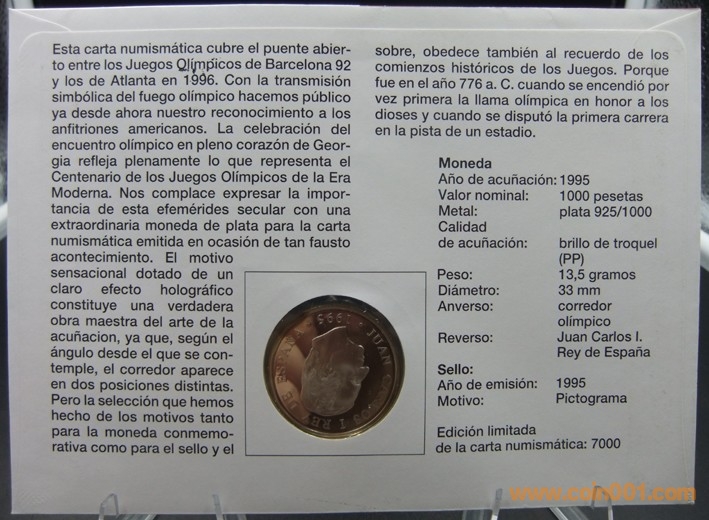 Esta carta numismática cubre el puente abier-
to entre los Juegos Olímpicos de Barcelona 92
y los de Atlanta en 1996. Con la transmisión
simbólica del fuego olímpico hacemos público
ya desde ahora nuestro reconocimiento a los
anfitriones americanos. La celebración del
encuentro olímpico en pleno corazón de Geor-
gia refleja plenamente lo que representa el
Centenario de los Juegos Olímpicos de la Era
Moderna. Nos complace expresar la impor-
tancia de esta efemérides secular con una
extraordinaria moneda de plata para la carta
numismática emitida en ocasión de tan fausto
acontecimiento. El motivo
sensacional dotado de un
claro efecto holográfico
constituye una verdadera
obra maestra del arte de la
acuñacion, ya que, según el
ángulo desde el que se con-
temple, el corredor aparece
en dos posiciones distintas.
Pero la selección que hemos
hecho de los motivos tanto
para la moneda conmemo-
rativa como para el sello y el
sobre, obedece también al recuerdo de los
comienzos históricos de los Juegos. Porque
fue en el año 776 a. C. cuando se encendió por
vez primera la llama olímpica en honor a los
dioses y cuando se disputó la primera carrera
en la pista de un estadio.
Moneda
Año de acuñación: 1995
Valor nominal: 1000 pesetas
Metal: plata 925/1000
Calidad
de acuñación: brillo de troquel
(PP)
Peso: 13,5 gramos
Diámetro: 33 mm
Anverso: corredor
olímpico
Reverso: Juan Carlos I.
Rey de España
Sello:
Año de emisión: 1995
Motivo: Pictograma
Edición limitada
de la carta numismática: 7000
JUAN CARLOS I REY DE ESPAÑA 1995
www.coin001.com